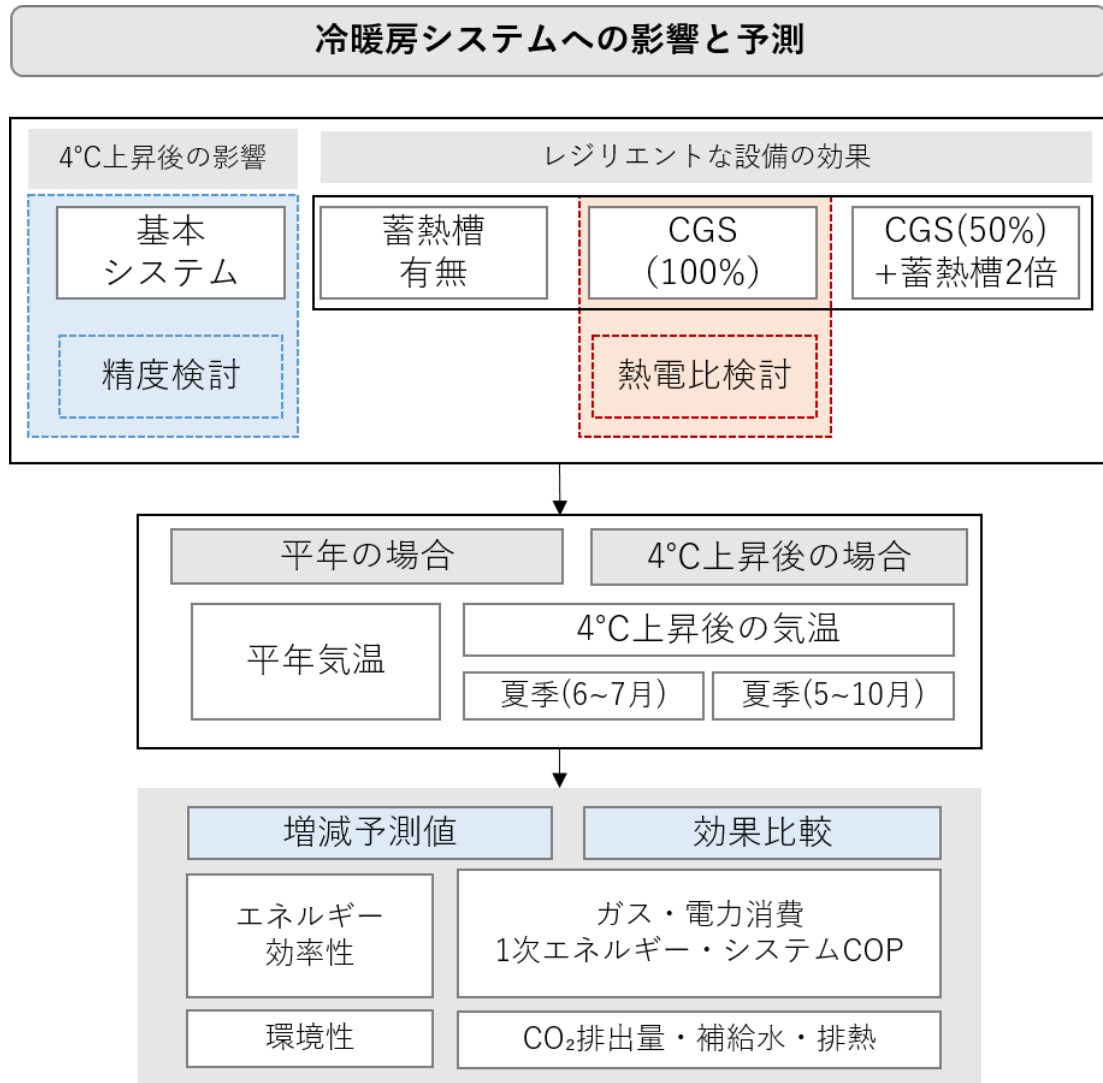 冷暖房システムへの影響と予測
4℃上昇後の影響
レジリエントな設備の効果
基本
システム
蓄熱槽
有無
CGS
(100%)
CGS(50%)
+蓄熱槽2倍
精度検討
熱電比検討
平年の場合
4℃上昇後の場合
平年気温
4℃上昇後の気温
夏季(6~7月)
夏季(5~10月)
増減予測値
効果比較
エネルギー
効率性
ガス・電力消費
1次エネルギー・システムCOP
環境性
CO₂排出量・補給水・排熱